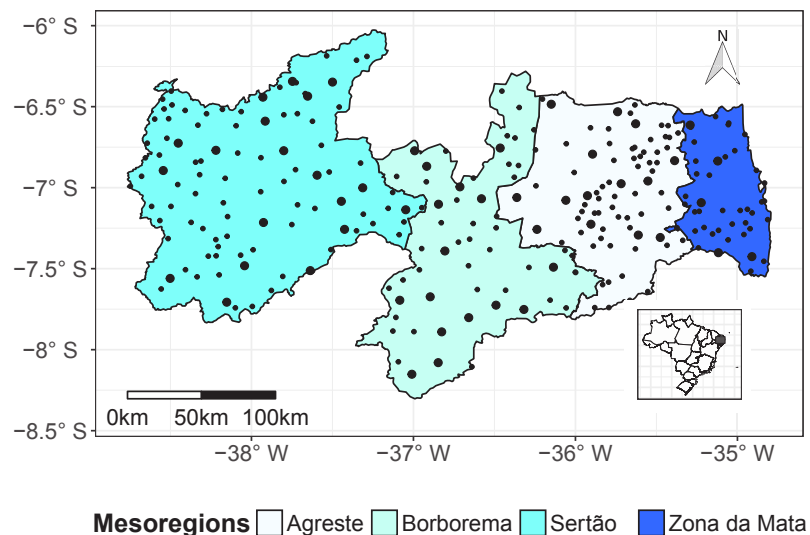 −6° S
N
−6.5° S
−7° S
−7.5° S
−8° S
0km 50km 100km
−8.5° S
−38° W −37° W −36° W −35° W
Mesoregions Agreste Borborema Sertão Zona da Mata